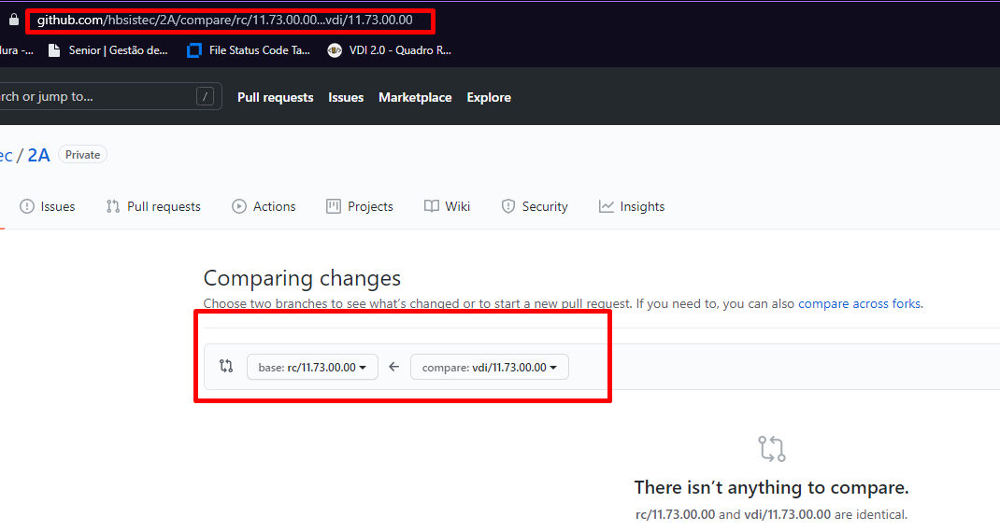 github.com/hbsistec/2A/compare/rc/11.73.00.00...vdi/11.73.00.00
Senior | Gestão de... File Status Code Ta... VDI 2.0 - Quadro R...
or jump to... / Pull requests Issues Marketplace Explore
/ 2A Private
Issues Pull requests Actions Projects Wiki Security Insights
Comparing changes
Choose two branches to see what's changed or to start a new pull request. If you need to, you can also compare across forks.
base: rc/11.73.00.00 ← compare: vdi/11.73.00.00
There isn't anything to compare.
rc/11.73.00.00 and vdi/11.73.00.00 are identical.